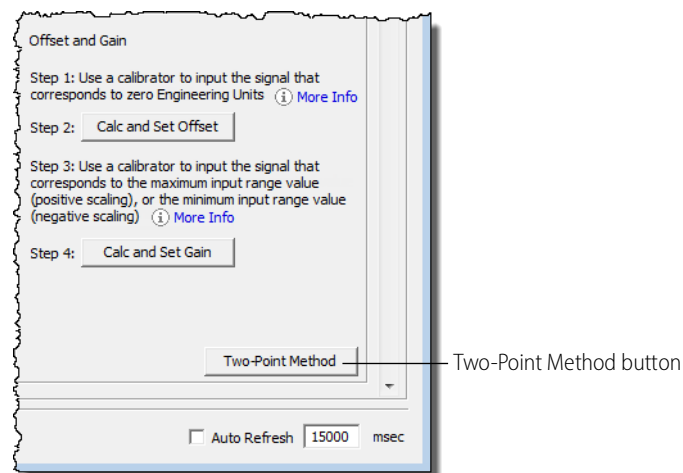 Offset and Gain
Step 1: Use a calibrator to input the signal that
corresponds to zero Engineering Units More Info
Step 2: Calc and Set Offset
Step 3: Use a calibrator to input the signal that
corresponds to the maximum input range value
(positive scaling), or the minimum input range value
(negative scaling) More Info
Step 4: Calc and Set Gain
Two-Point Method Two-Point Method button
Auto Refresh 15000 msec